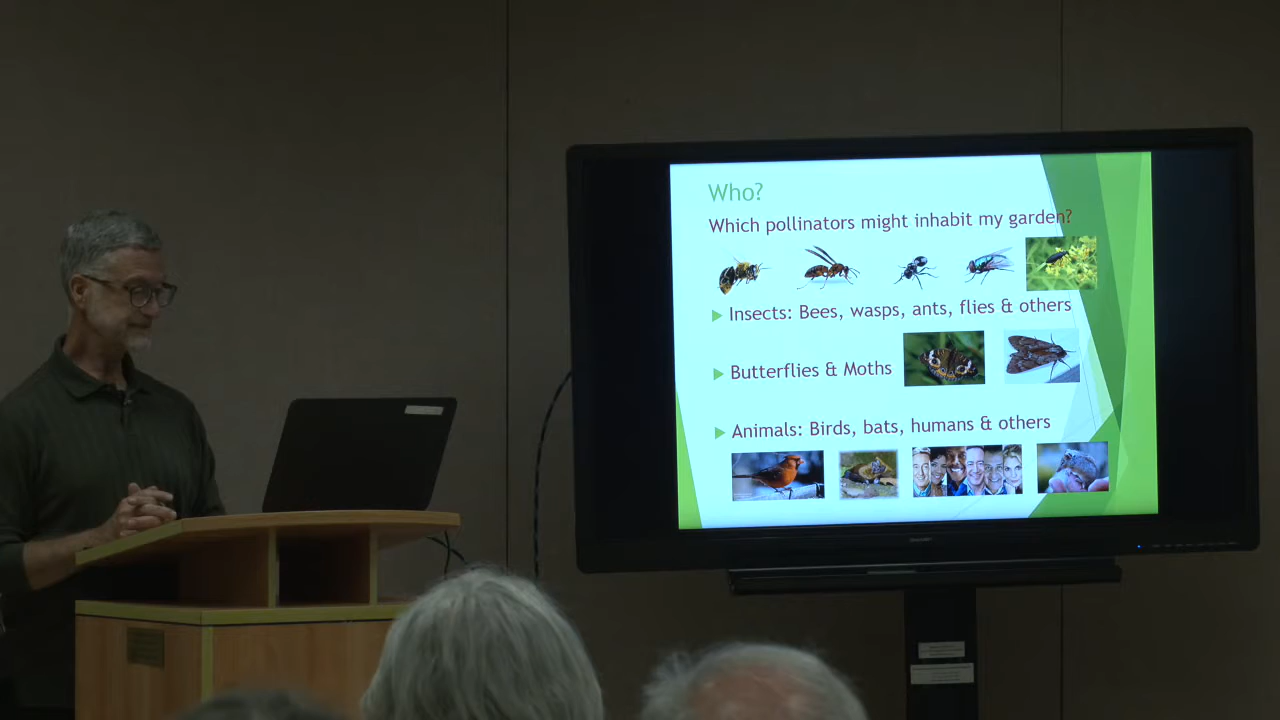 Who?
Which pollinators might inhabit my garden?
Insects: Bees, wasps, ants, flies & others
Butterflies & Moths
Animals: Birds, bats, humans & others